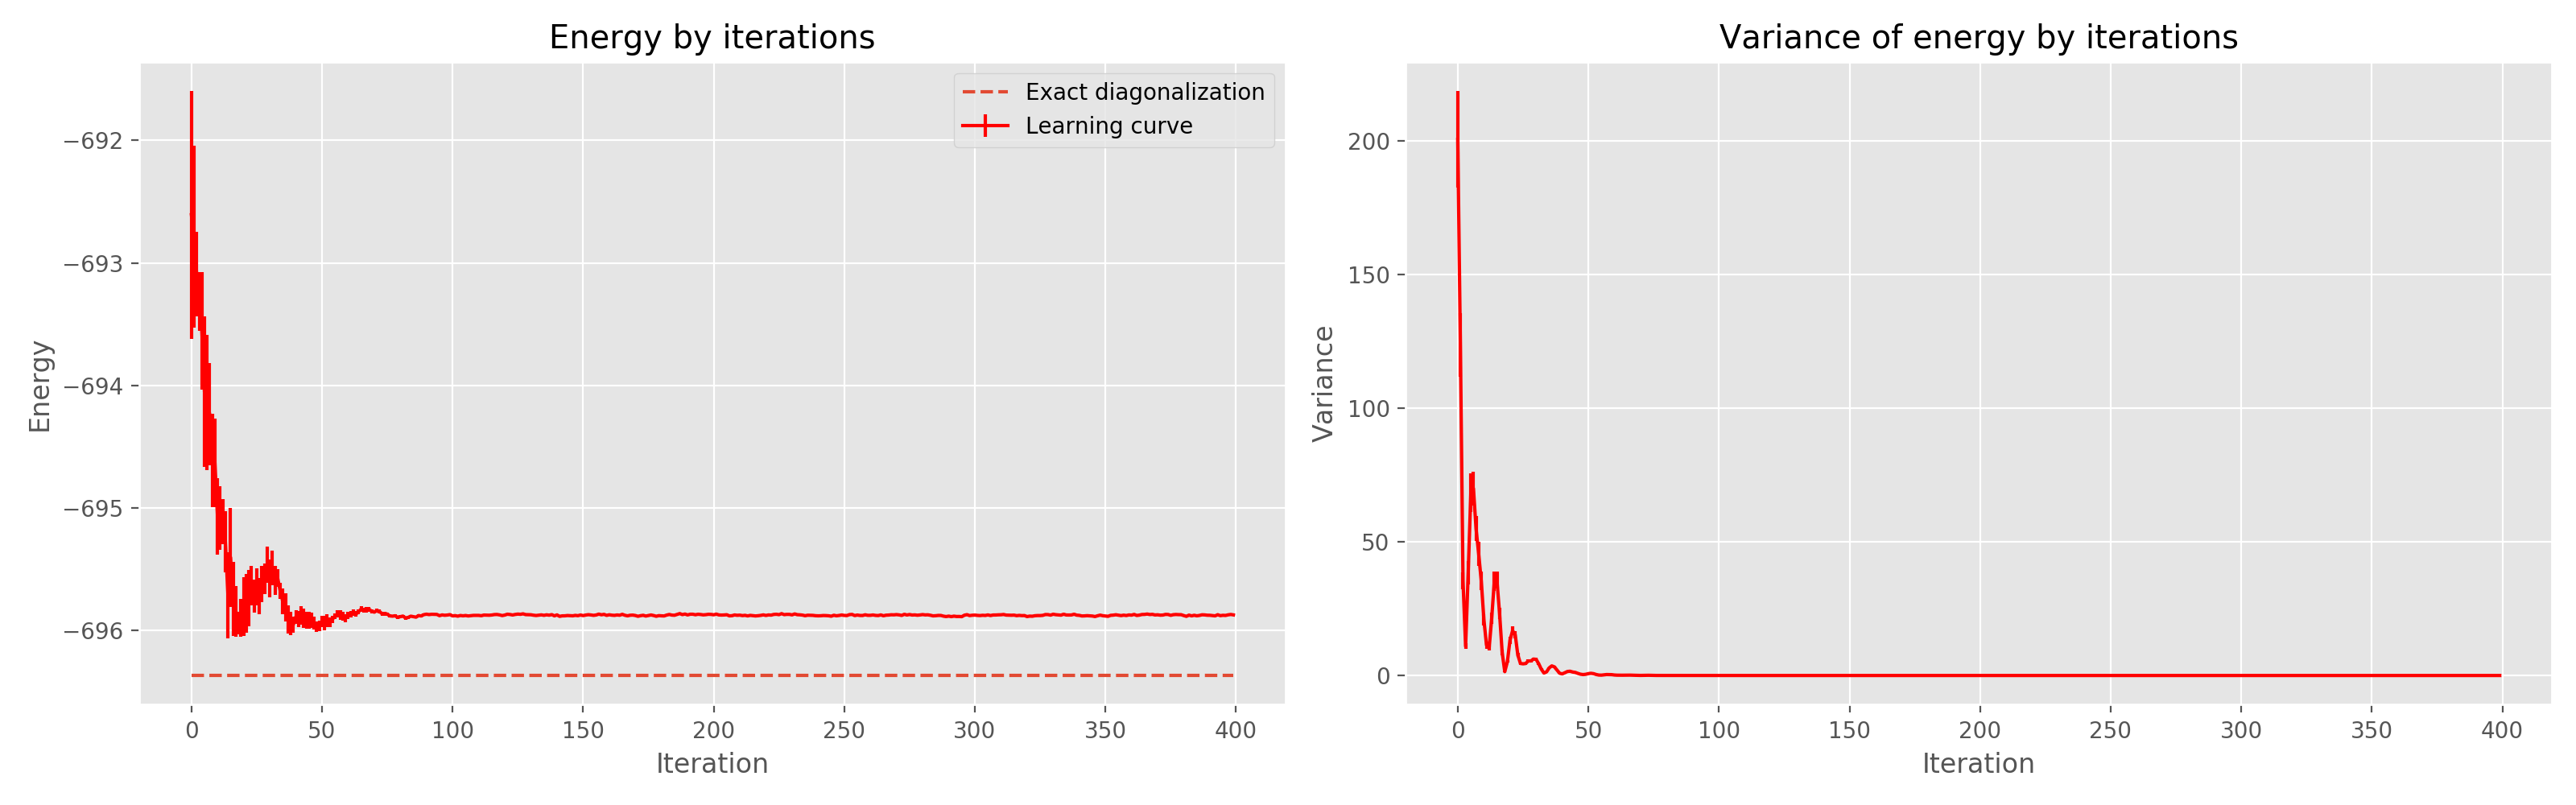 Energy by iterations
Exact diagonalization
Learning curve
−692
−693
−694
−695
−696
Energy
0 50 100 150 200 250 300 350 400
Iteration
Variance of energy by iterations
200
150
100
50
0
Variance
0 50 100 150 200 250 300 350 400
Iteration